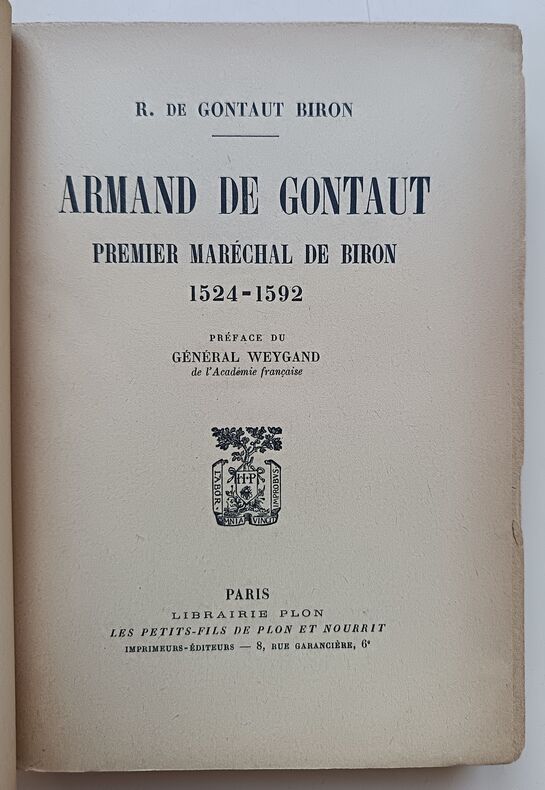 R. DE GONTAUT BIRON
ARMAND DE GONTAUT
PREMIER MARÉCHAL DE BIRON
1524-1592
PRÉFACE DU
GÉNÉRAL WEYGAND
de l'Académie française
LABOR
H·P
IMPROBVS
OMNIA VINCIT
PARIS
LIBRAIRIE PLON
LES PETITS-FILS DE PLON ET NOURRIT
IMPRIMEURS-ÉDITEURS — 8, RUE GARANCIÈRE, 6e